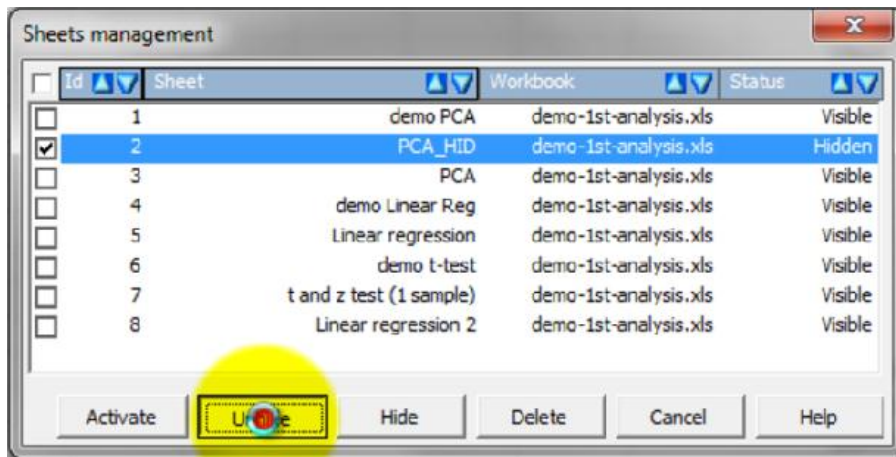 Sheets management
Id Sheet Workbook Status
1 demo PCA demo-1st-analysis.xls Visible
2 PCA_HID demo-1st-analysis.xls Hidden
3 PCA demo-1st-analysis.xls Visible
4 demo Linear Reg demo-1st-analysis.xls Visible
5 Linear regression demo-1st-analysis.xls Visible
6 demo t-test demo-1st-analysis.xls Visible
7 t and z test (1 sample) demo-1st-analysis.xls Visible
8 Linear regression 2 demo-1st-analysis.xls Visible
Activate Hide Delete Cancel Help